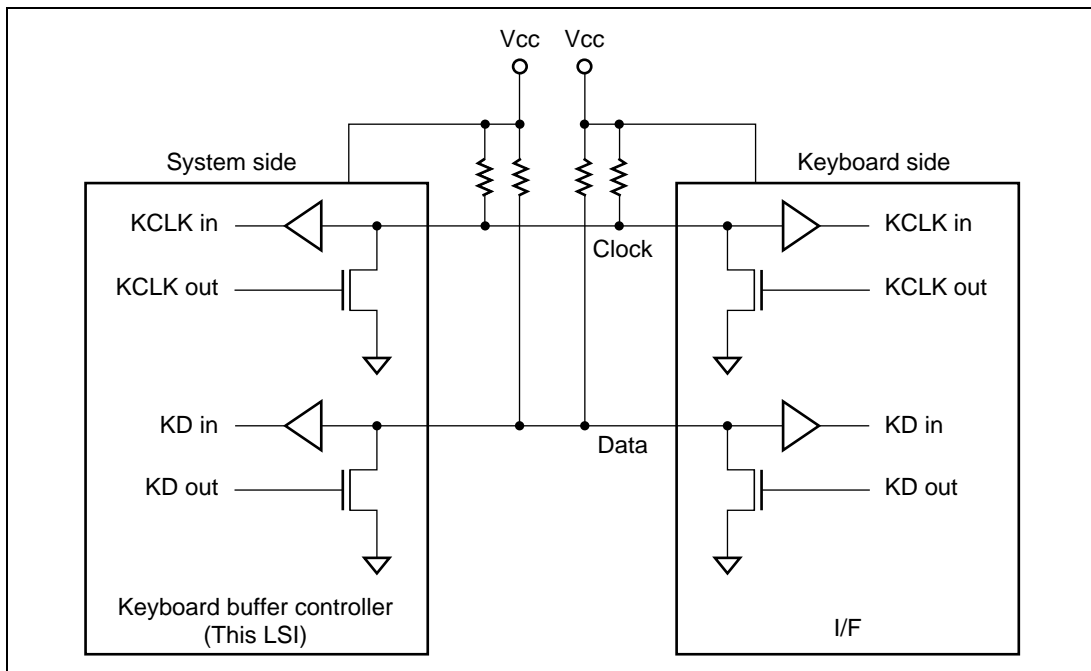 Vcc Vcc
System side
Keyboard side
KCLK in
KCLK in
Clock
KCLK out
KCLK out
KD in
KD in
Data
KD out
KD out
Keyboard buffer controller
(This LSI)
I/F